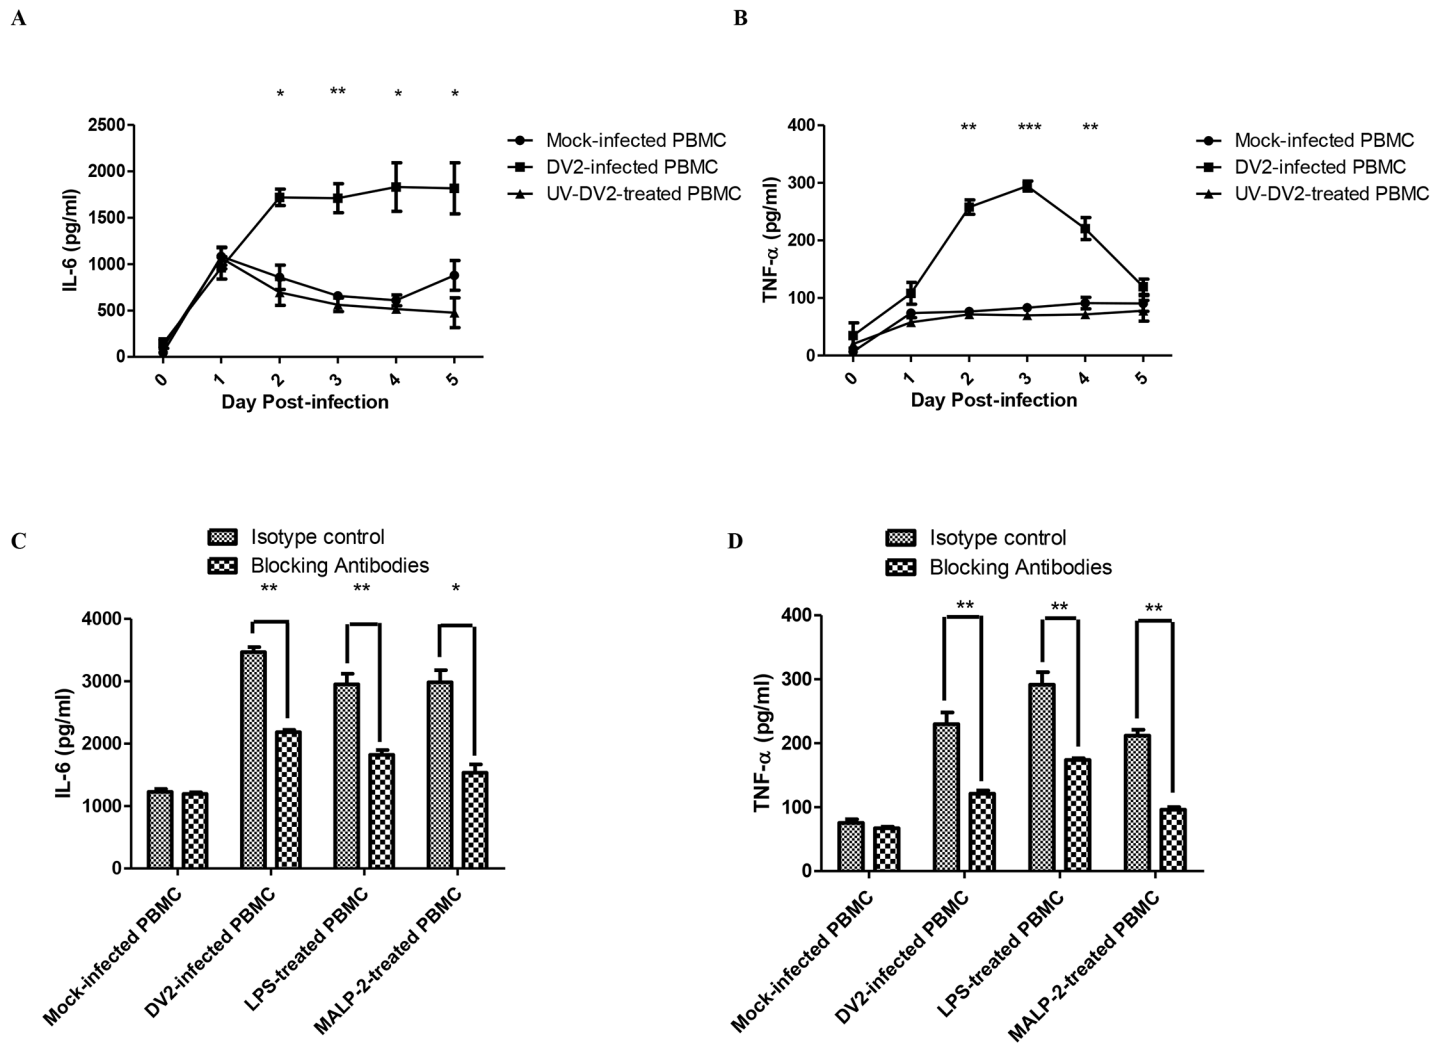 A
* ** * *
2500
2000
1500
1000
500
0
IL-6 (pg/ml)
0 1 2 3 4 5
Day Post-infection
Mock-infected PBMC
DV2-infected PBMC
UV-DV2-treated PBMC
B
** *** **
400
300
200
100
0
TNF-α (pg/ml)
0 1 2 3 4 5
Day Post-infection
Mock-infected PBMC
DV2-infected PBMC
UV-DV2-treated PBMC
C
Isotype control
Blocking Antibodies
** ** *
4000
3000
2000
1000
0
IL-6 (pg/ml)
Mock-infected PBMC
DV2-infected PBMC
LPS-treated PBMC
MALP-2-treated PBMC
D
Isotype control
Blocking Antibodies
** ** **
400
300
200
100
0
TNF-α (pg/ml)
Mock-infected PBMC
DV2-infected PBMC
LPS-treated PBMC
MALP-2-treated PBMC